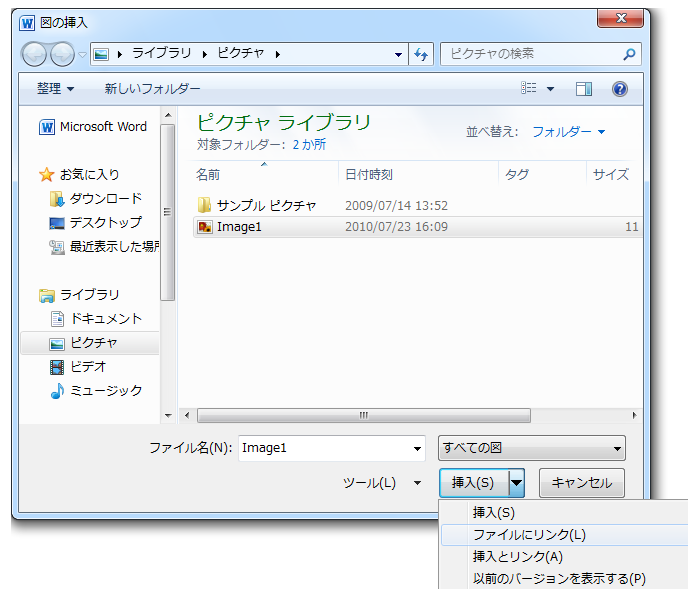 図の挿入
ライブラリ ピクチャ ピクチャの検索
整理 新しいフォルダー
Microsoft Word
お気に入り
ダウンロード
デスクトップ
最近表示した場所
ライブラリ
ドキュメント
ピクチャ
ビデオ
ミュージック
ピクチャ ライブラリ
対象フォルダー: 2 か所
並べ替え: フォルダー
名前 日付時刻 タグ サイズ
サンプル ピクチャ 2009/07/14 13:52
Image1 2010/07/23 16:09 11
ファイル名(N): Image1 すべての図
ツール(L) 挿入(S) キャンセル
挿入(S)
ファイルにリンク(L)
挿入とリンク(A)
以前のバージョンを表示する(P)